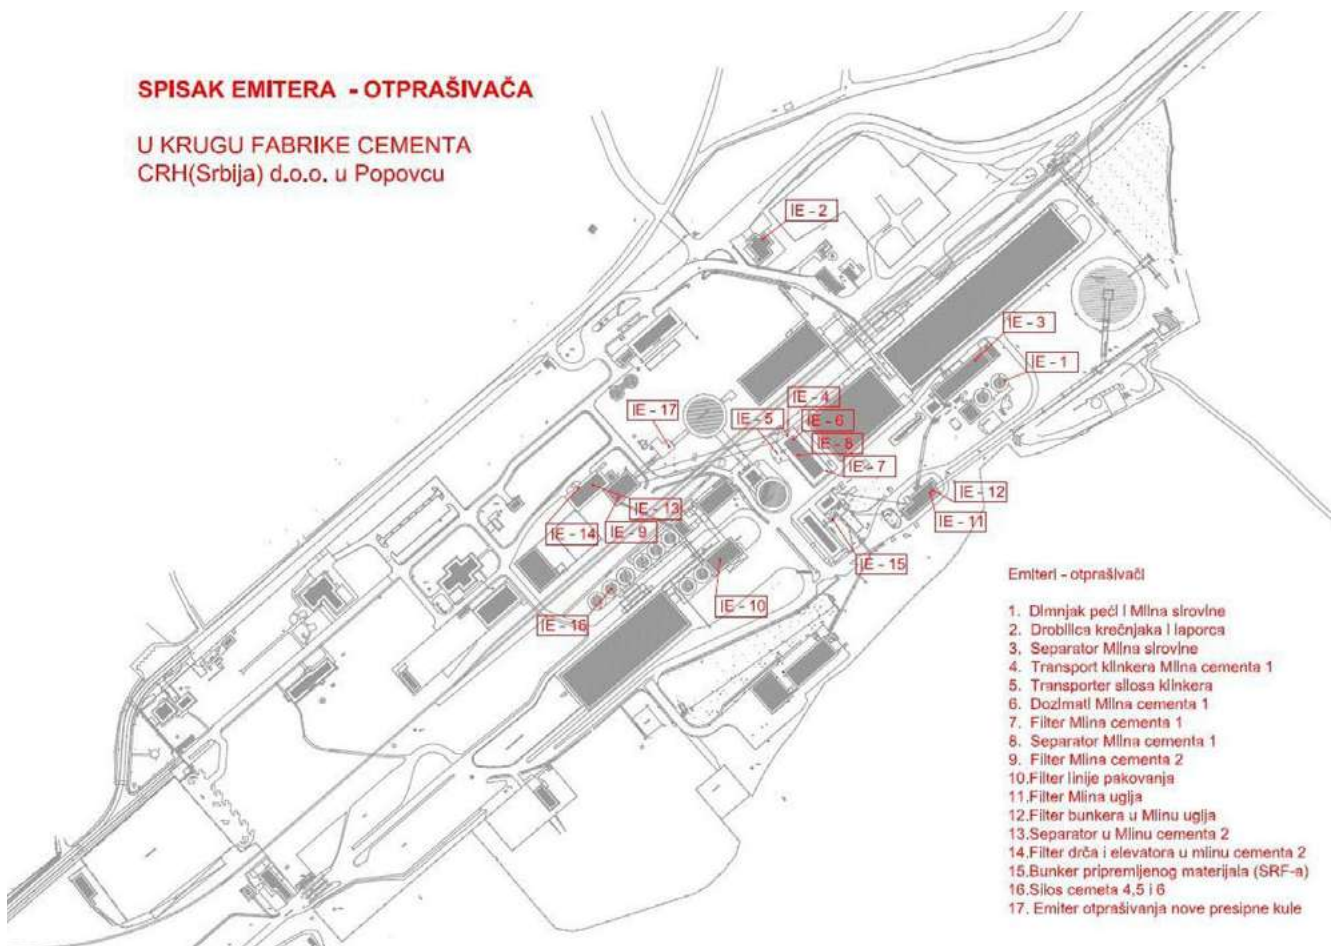 SPISAK EMITERA - OTPRAŠIVAČA
U KRUGU FABRIKE CEMENTA
CRH(Srbija) d.o.o. u Popovcu
IE - 2
IE - 3
IE - 1
IE - 4
IE - 17
IE - 5
IE - 6
IE - 8
IE - 7
IE - 12
IE - 13
IE - 11
IE - 14
IE - 9
IE - 15
IE - 10
IE - 16
Emiteri - otprašivači
1. Dimnjak peći i Mlina sirovine
2. Drobilica krečnjaka i laporca
3. Separator Mlina sirovine
4. Transport klinkera Mlina cementa 1
5. Transporter silosa klinkera
6. Dozimati Mlina cementa 1
7. Filter Mlina cementa 1
8. Separator Mlina cementa 1
9. Filter Mlina cementa 2
10.Filter linije pakovanja
11.Filter Mlina uglja
12.Filter bunkera u Mlinu uglja
13.Separator u Mlinu cementa 2
14.Filter drča i elevatora u mlinu cementa 2
15.Bunker pripremljenog materijala (SRF-a)
16.Silos cemeta 4,5 i 6
17. Emiter otprašivanja nove presipne kule